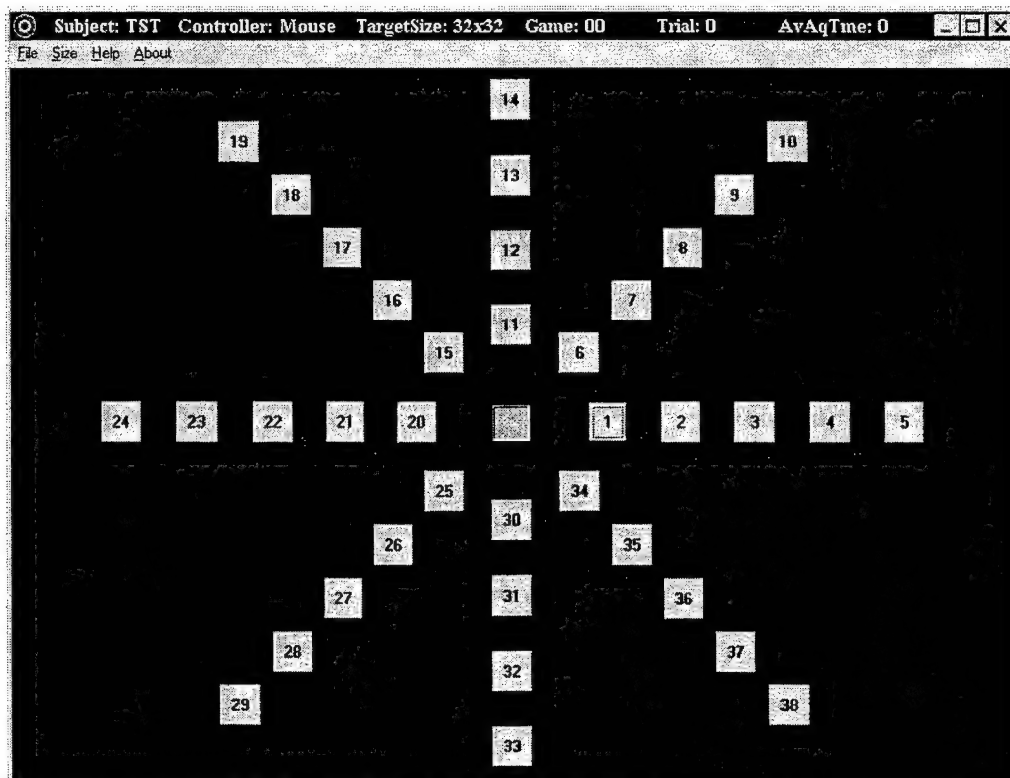 Subject: TST Controller: Mouse TargetSize: 32x32 Game: 00 Trial: 0 AvAqTme: 0
File Size Help About
14
19 10
13
18 9
17 12 8
16 7
11
15 6
24 23 22 21 20 1 2 3 4 5
25 34
30
26 35
27 31 36
28 37
32
29 38
33